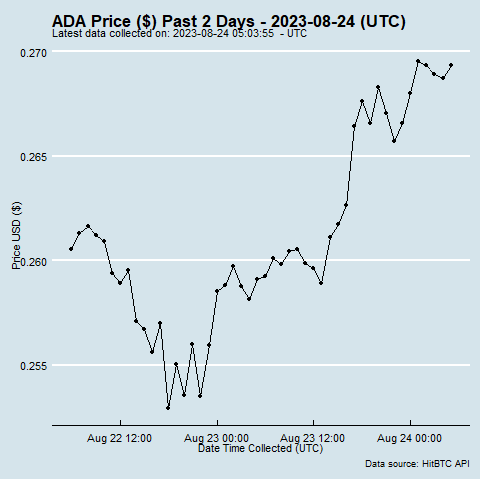 ADA Price ($) Past 2 Days - 2023-08-24 (UTC)
Latest data collected on: 2023-08-24 05:03:55  - UTC
0.270
0.265
0.260
0.255
Price USD ($)
Aug 22 12:00
Aug 23 00:00
Aug 23 12:00
Aug 24 00:00
Date Time Collected (UTC)
Data source: HitBTC API